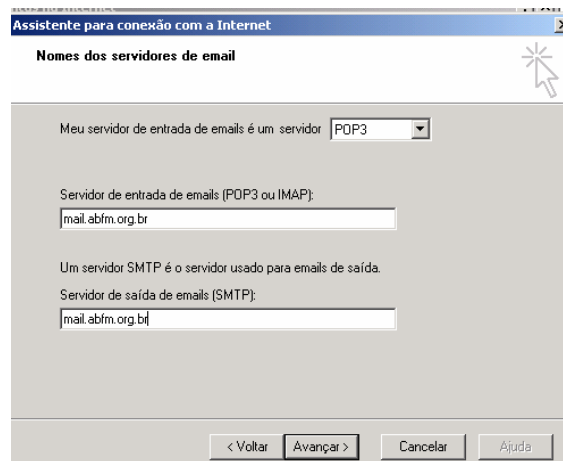 Assistente para conexão com a Internet
Nomes dos servidores de email
Meu servidor de entrada de emails é um servidor POP3
Servidor de entrada de emails (POP3 ou IMAP):
mail.abfm.org.br
Um servidor SMTP é o servidor usado para emails de saída.
Servidor de saída de emails (SMTP):
mail.abfm.org.br
< Voltar Avançar > Cancelar Ajuda